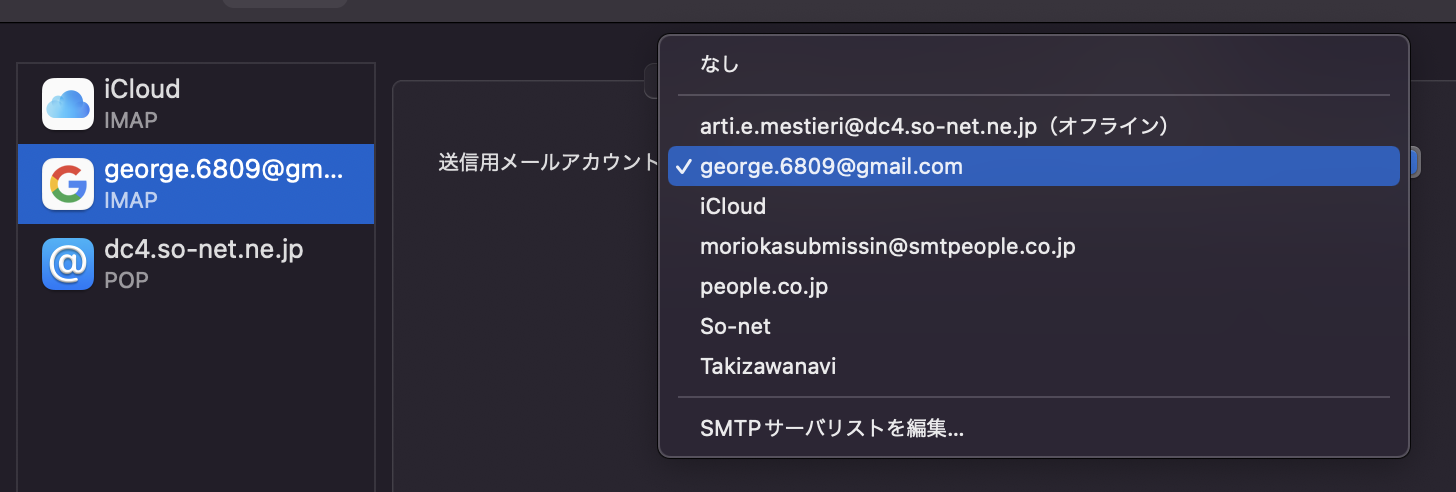 iCloud
IMAP
george.6809@gm...
IMAP
dc4.so-net.ne.jp
POP
送信用メールアカウント
なし
arti.e.mestieri@dc4.so-net.ne.jp（オフライン）
✓ george.6809@gmail.com
iCloud
moriokasubmissin@smtpeople.co.jp
people.co.jp
So-net
Takizawanavi
SMTPサーバリストを編集...